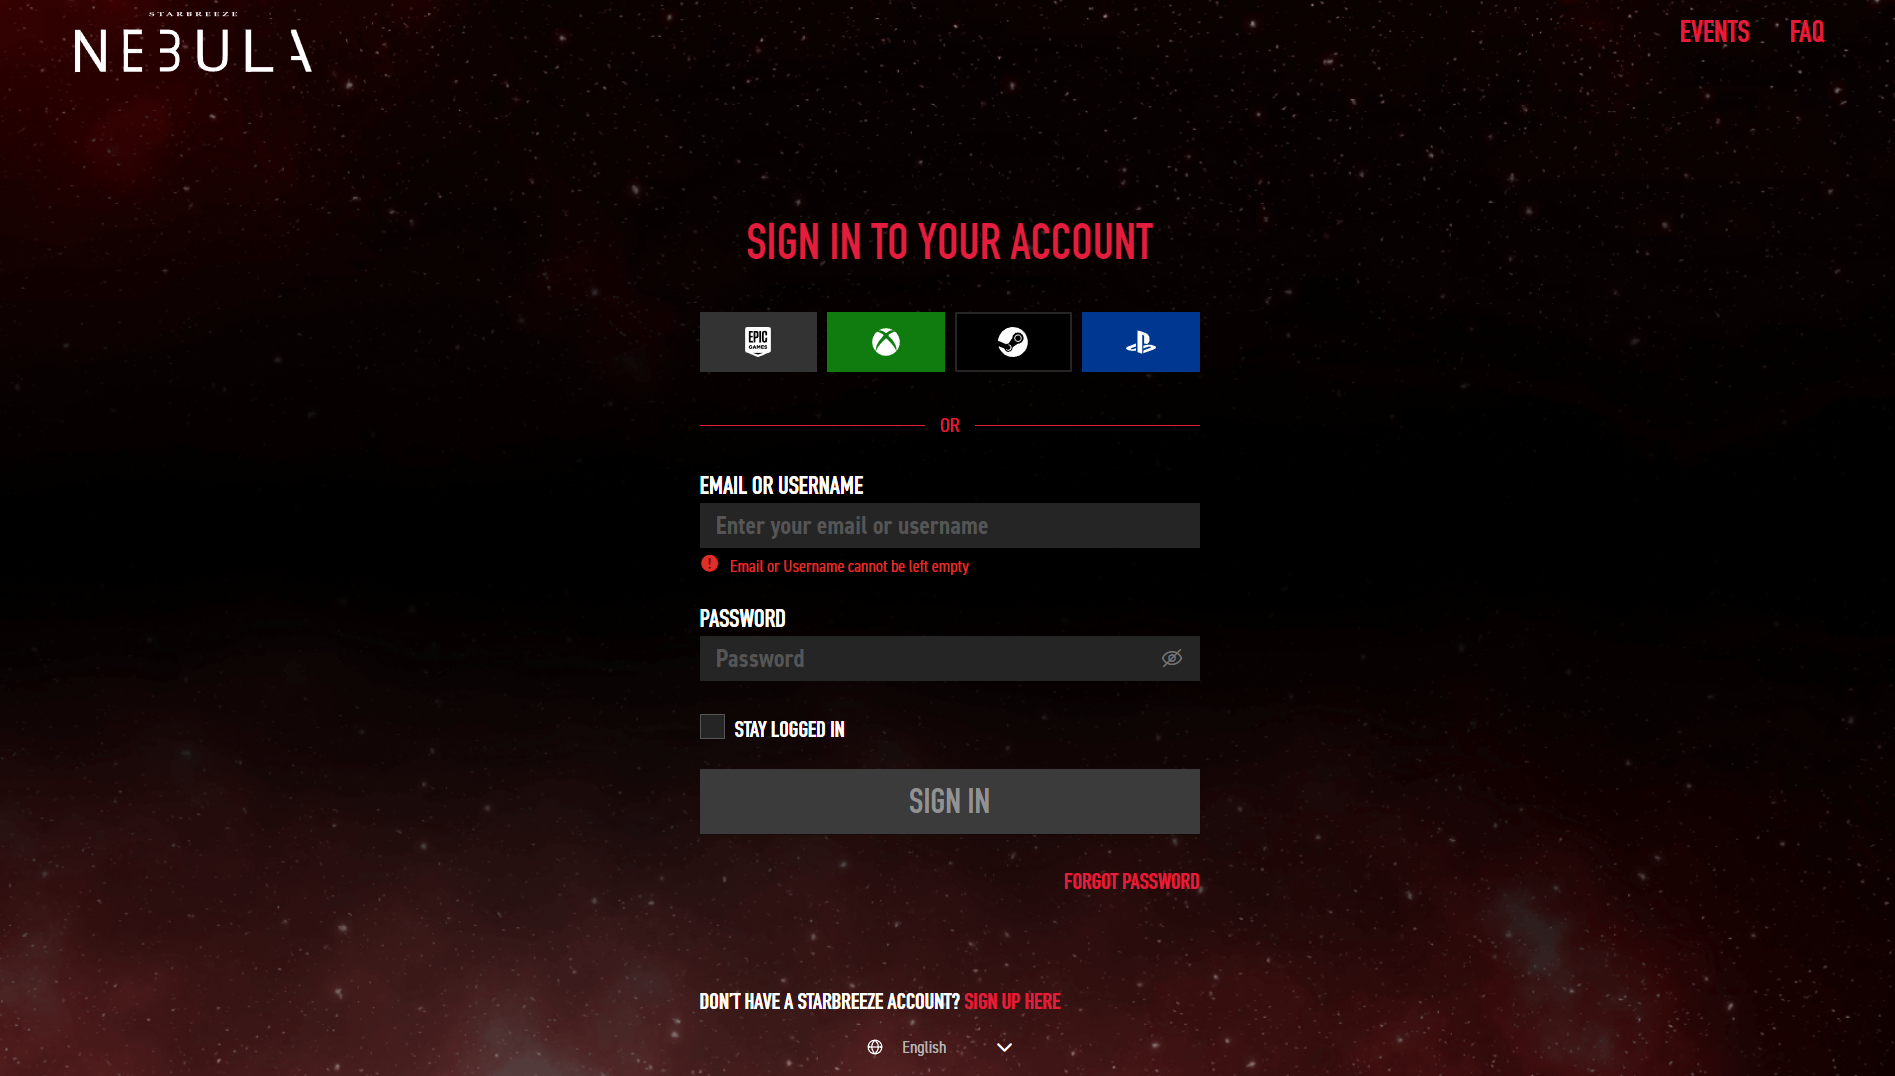 STARBREEZE
NEBULA
EVENTS
FAQ
SIGN IN TO YOUR ACCOUNT
EPIC
GAMES
OR
EMAIL OR USERNAME
Enter your email or username
Email or Username cannot be left empty
PASSWORD
Password
STAY LOGGED IN
SIGN IN
FORGOT PASSWORD
DON'T HAVE A STARBREEZE ACCOUNT? SIGN UP HERE
English